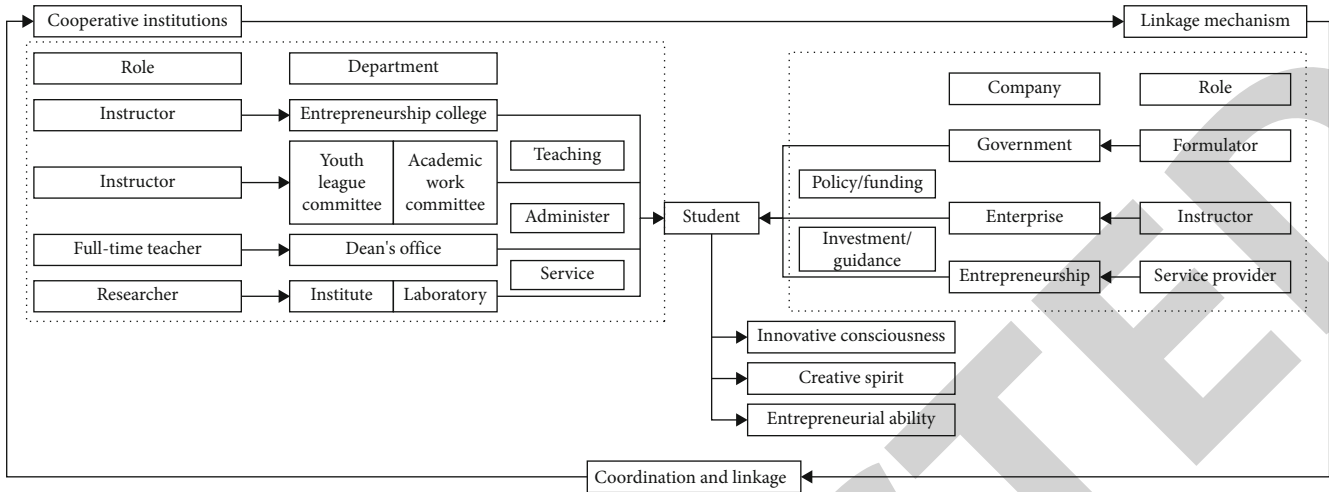 Cooperative institutions
Linkage mechanism
Role
Department
Instructor
Entrepreneurship college
Instructor
Youth
league
committee
Academic
work
committee
Full-time teacher
Dean's office
Researcher
Institute
Laboratory
Teaching
Administer
Service
Student
Policy/funding
Investment/
guidance
Company
Role
Government
Formulator
Enterprise
Instructor
Entrepreneurship
Service provider
Innovative consciousness
Creative spirit
Entrepreneurial ability
Coordination and linkage